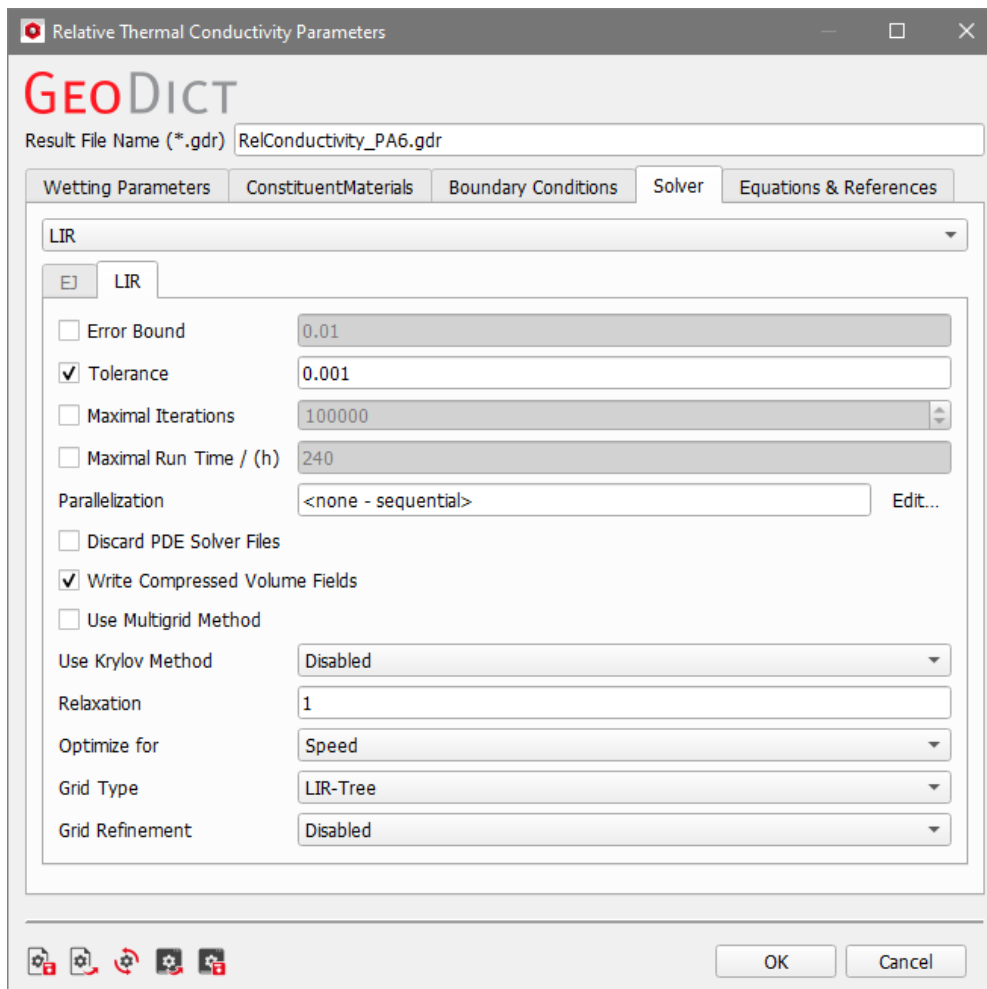 Relative Thermal Conductivity Parameters
GEODICT
Result File Name (*.gdr) RelConductivity_PA6.gdr
Wetting Parameters ConstituentMaterials Boundary Conditions Solver Equations & References
LIR
EJ LIR
Error Bound 0.01
Tolerance 0.001
Maximal Iterations 100000
Maximal Run Time / (h) 240
Parallelization <none - sequential> Edit...
Discard PDE Solver Files
Write Compressed Volume Fields
Use Multigrid Method
Use Krylov Method Disabled
Relaxation 1
Optimize for Speed
Grid Type LIR-Tree
Grid Refinement Disabled
OK Cancel